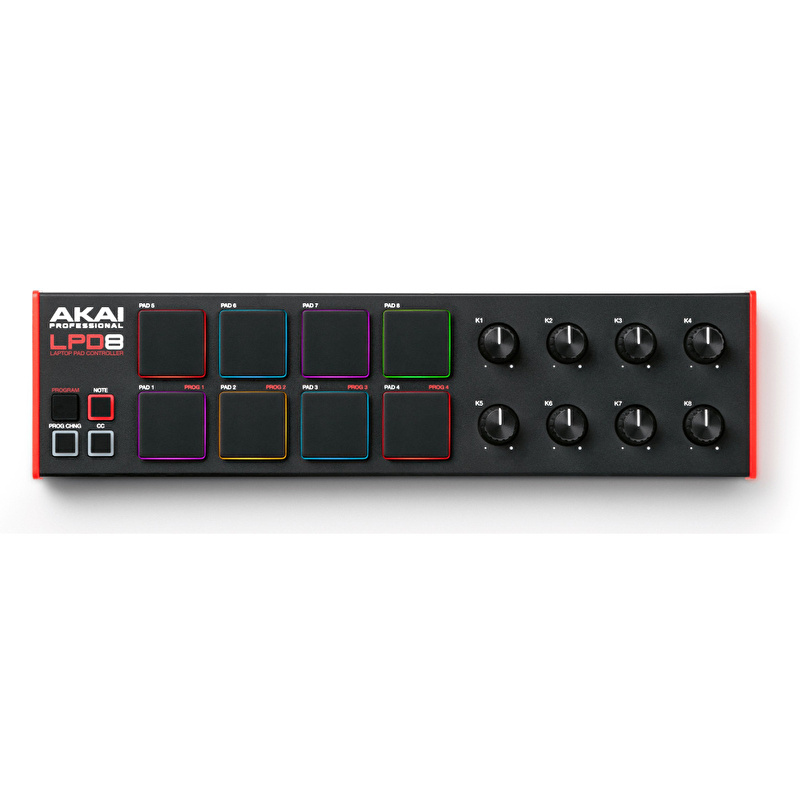 AKAI
PROFESSIONAL
LPD8
LAPTOP PAD CONTROLLER
PROGRAM NOTE
PROG CHNG CC
PAD 5 PAD 6 PAD 7 PAD 8
PAD 1 PROG 1 PAD 2 PROG 2 PAD 3 PROG 3 PAD 4 PROG 4
K1 K2 K3 K4
K5 K6 K7 K8